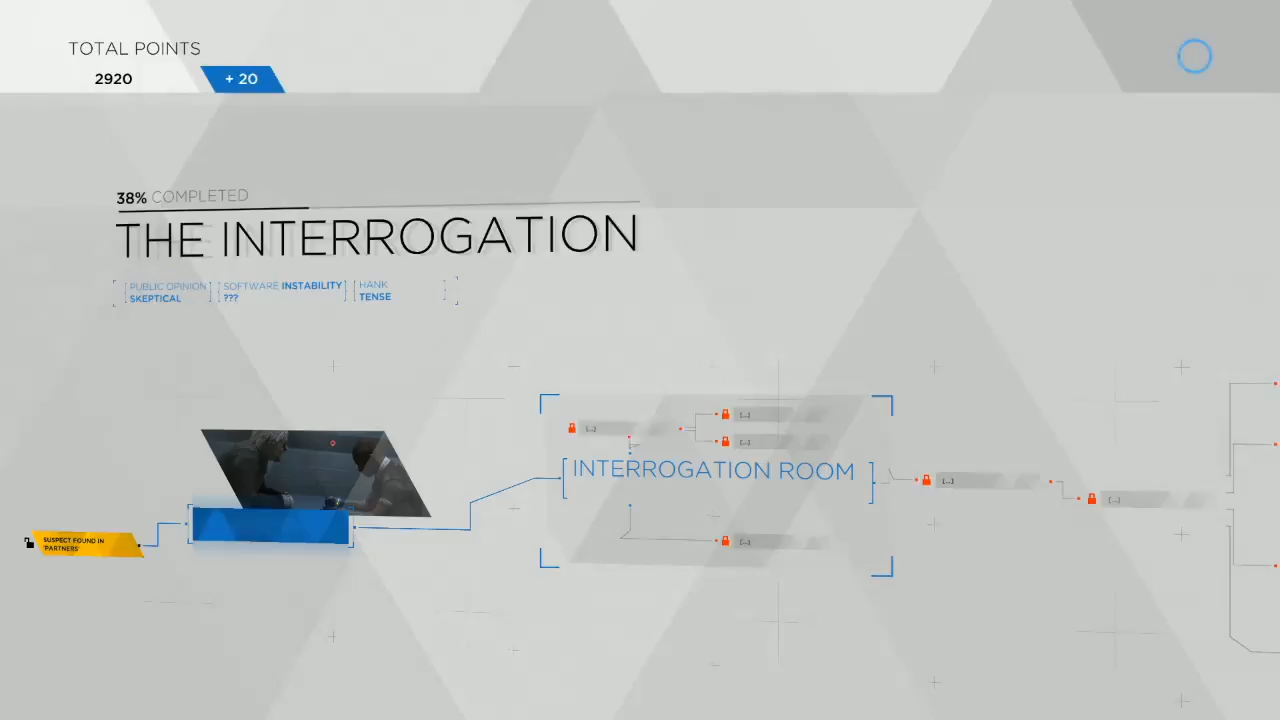 TOTAL POINTS
2920
+ 20
38% COMPLETED
THE INTERROGATION
PUBLIC OPINION
SKEPTICAL
SOFTWARE INSTABILITY
???
HANK
TENSE
[...]
[...]
[...]
INTERROGATION ROOM
[...]
[...]
[...]
SUSPECT FOUND IN
'PARTNERS'